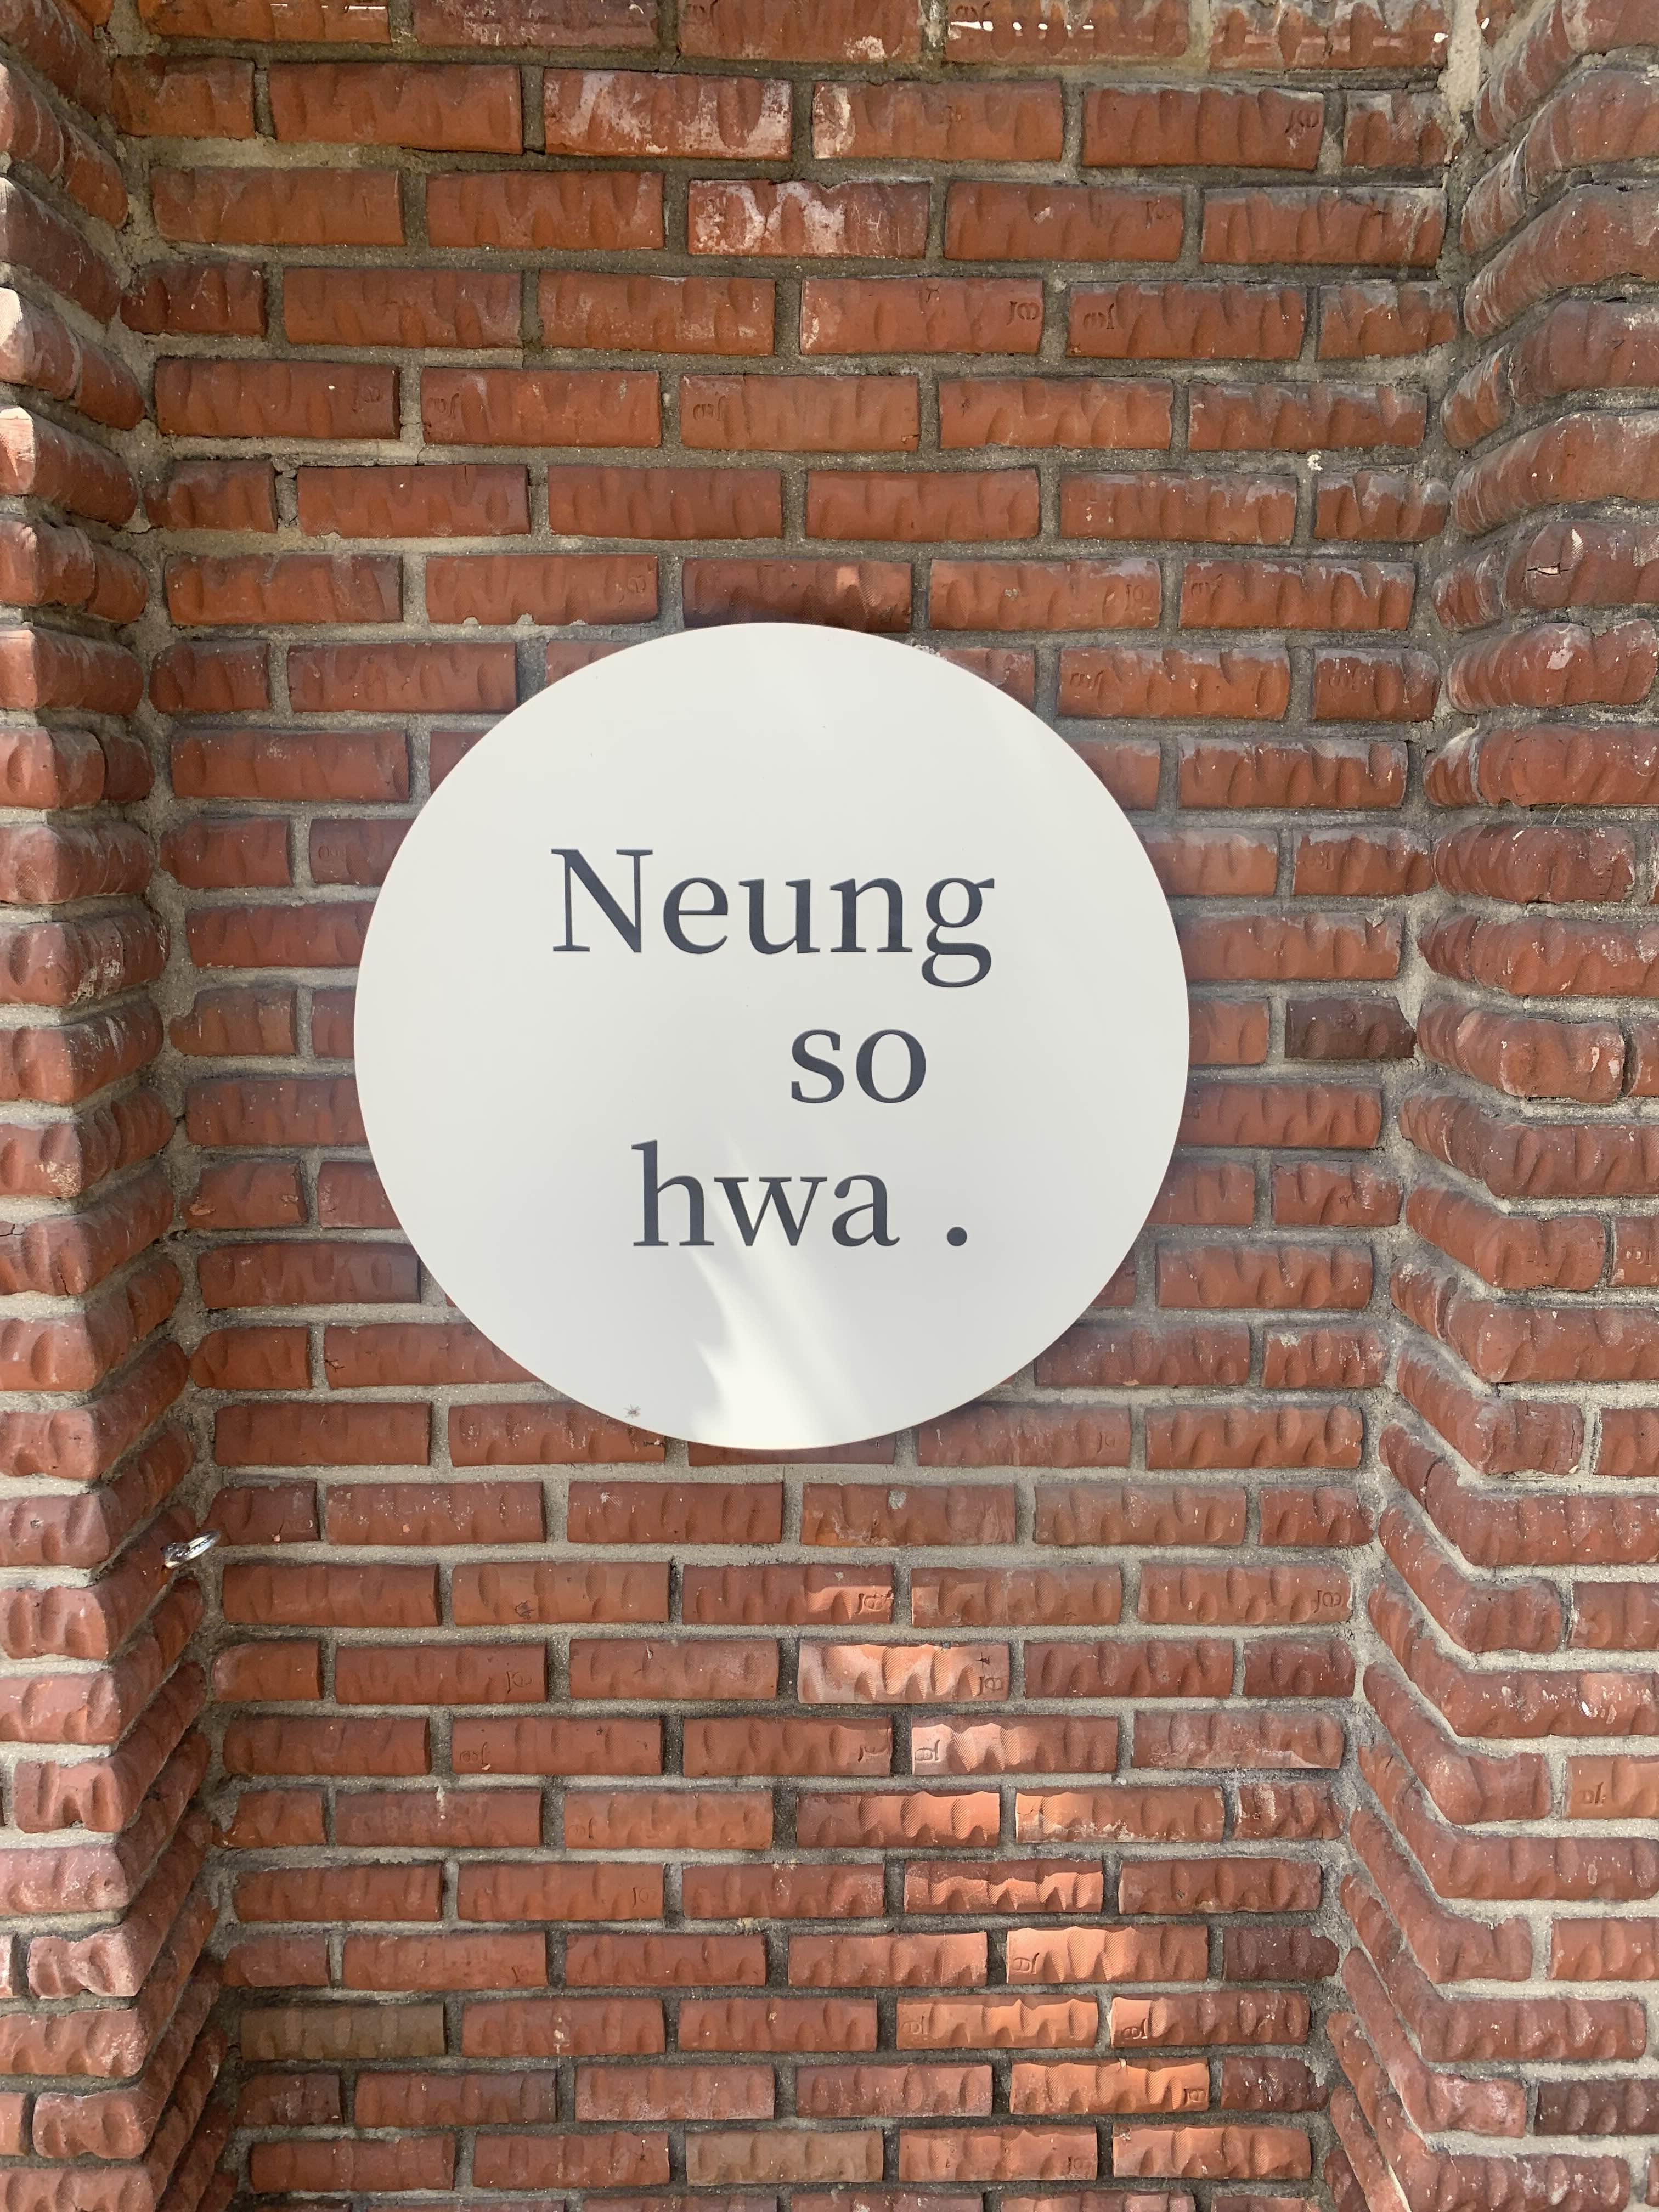 Neung
so
hwa .